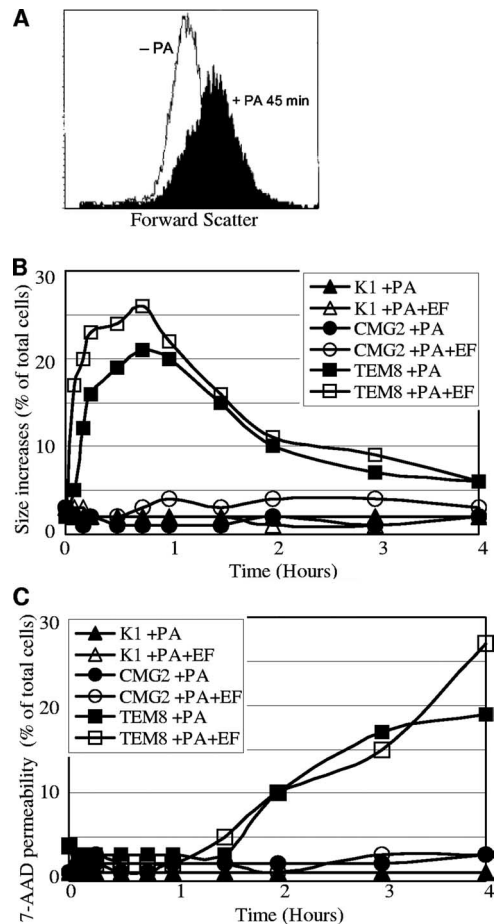 A
– PA
+ PA 45 min
Forward Scatter
B
Size increases (% of total cells)
30
20
10
0
K1 +PA
K1 +PA+EF
CMG2 +PA
CMG2 +PA+EF
TEM8 +PA
TEM8 +PA+EF
0 1 2 3 4
Time (Hours)
C
7-AAD permeability (% of total cells)
30
20
10
0
K1 +PA
K1 +PA+EF
CMG2 +PA
CMG2 +PA+EF
TEM8 +PA
TEM8 +PA+EF
0 1 2 3 4
Time (Hours)